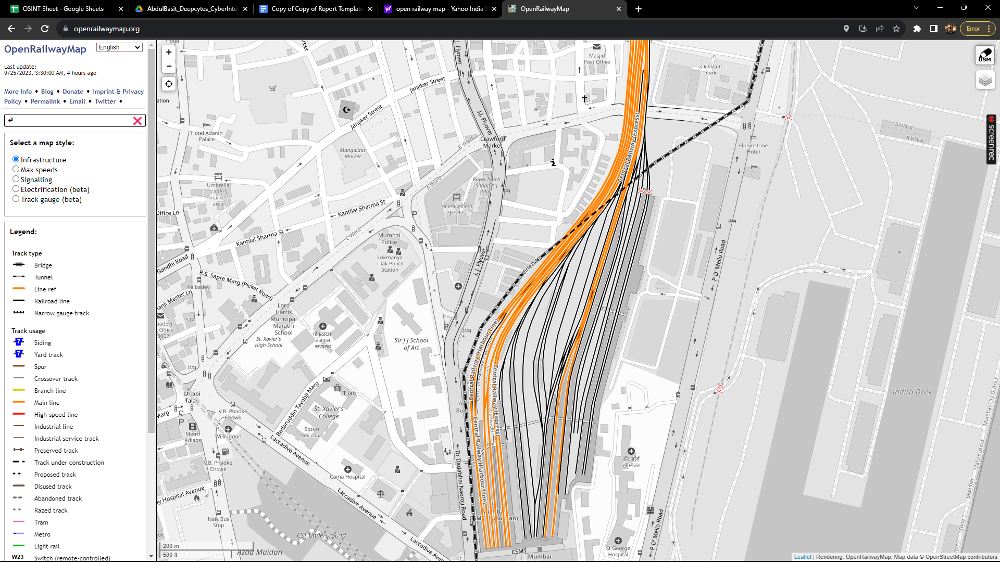 OSINT Sheet - Google Sheets
AbdulBasit_Deepcytes_CyberInte
Copy of Copy of Report Template
open railway map - Yahoo India S
OpenRailwayMap
openrailwaymap.org
Error
OpenRailwayMap
English
Last update:
9/25/2023, 3:30:00 AM, 4 hours ago
More Info • Blog • Donate • Imprint & Privacy
Policy • Permalink • Email • Twitter •
Select a map style:
Infrastructure
Max speeds
Signalling
Electrification (beta)
Track gauge (beta)
Legend:
Track type
Bridge
Tunnel
Line ref
Railroad line
Narrow gauge track
Track usage
7 Siding
7 Yard track
Spur
Crossover track
Branch line
Main line
High-speed line
Industrial line
Industrial service track
Preserved track
Track under construction
Proposed track
Disused track
Abandoned track
Razed track
Tram
Metro
Light rail
W23 Switch (remote-controlled)
+
−
OSM
screenrec
Hotel
J.J. Flyover
Masjid
Post Office
s k nizam
park
Janjiker Street
ation
Janjiker Street
J.J. Flyover
Hotel Adarsh
Palace
B Ward
Crawford
Market
Mangaldas
Market
Central Railway (Express)
B Ward
A Ward
Elphinstone
Hotel
Umbrella
traders
market
area
A Ward
Royal Touch
Shopping
Mall
महात्मा ज्योतिबा
फुले मंडई
Office Ln
Kantilal Sharma St
P
Kantilal Sharma St
C Ward
Mumbai
Police
Lokmanya
Tilak Police
Station
Gandhi Road
R.S. Sapre Marg (Picket Road)
Kalbadevi
J. J. Flyover
Line 11
P D' Mello Road
anji Master Ln
514
badevi
t Office
0002
Lord
Harris
Municipal
Marathi
School
St. Xavier's
High School
गोकुळदास
तेजपाल
रुग्णालय
Sir J J School
of Art
P
Central Railway (Harbour Line)
Central Railway (Express)
Indira Dock
Mumbai City District
Dhobi
Talao
Marg
P
IT lab
St. Xavier's
College
Badaruddin Tayabji Marg
Basket
ball court
V.B. Phadke
Chowk
Metro
Adlabs
Willingdon
Laccadive Avenue
V.B. Phadke
Chowk
Cama Hospital
Central Railway (Harbour Line)
Dr Dadabhai Naoroji Road
सेंट जॉर्ज
हॉस्पिटल
Maharashtra
Mumbai
Zone 1
ay Hospital Avenue
Laccadive Avenue
Naik Bus
Stop
CST Underground
Azad Maidan
Laccadive Avenue
CSMT
Mumbai
St George
Hospital
P D' Mello Road
Ward
200 m
500 ft
Leaflet | Rendering: OpenRailwayMap, Map data © OpenStreetMap contributors